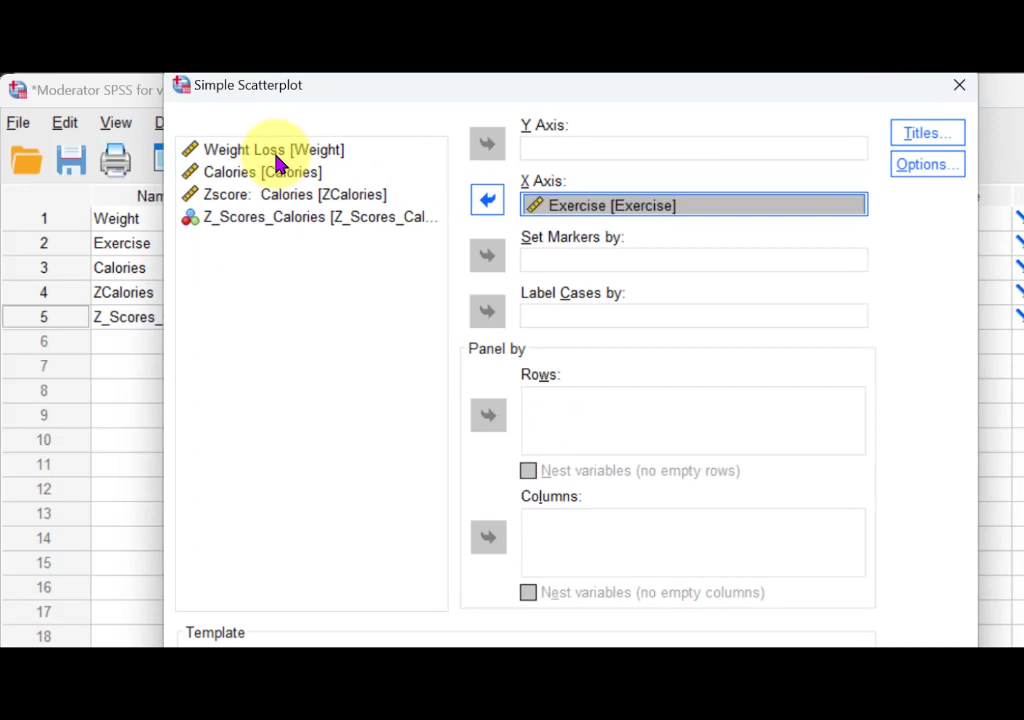 *Moderator SPSS for v
Simple Scatterplot
File Edit View D
Weight Loss [Weight]
Calories [Calories]
Zscore: Calories [ZCalories]
Z_Scores_Calories [Z_Scores_Cal...
Y Axis:
X Axis:
Exercise [Exercise]
Set Markers by:
Label Cases by:
Panel by
Rows:
Nest variables (no empty rows)
Columns:
Nest variables (no empty columns)
Template
Titles...
Options...
Nam
1 Weight
2 Exercise
3 Calories
4 ZCalories
5 Z_Scores_
6
7
8
9
10
11
12
13
14
15
16
17
18